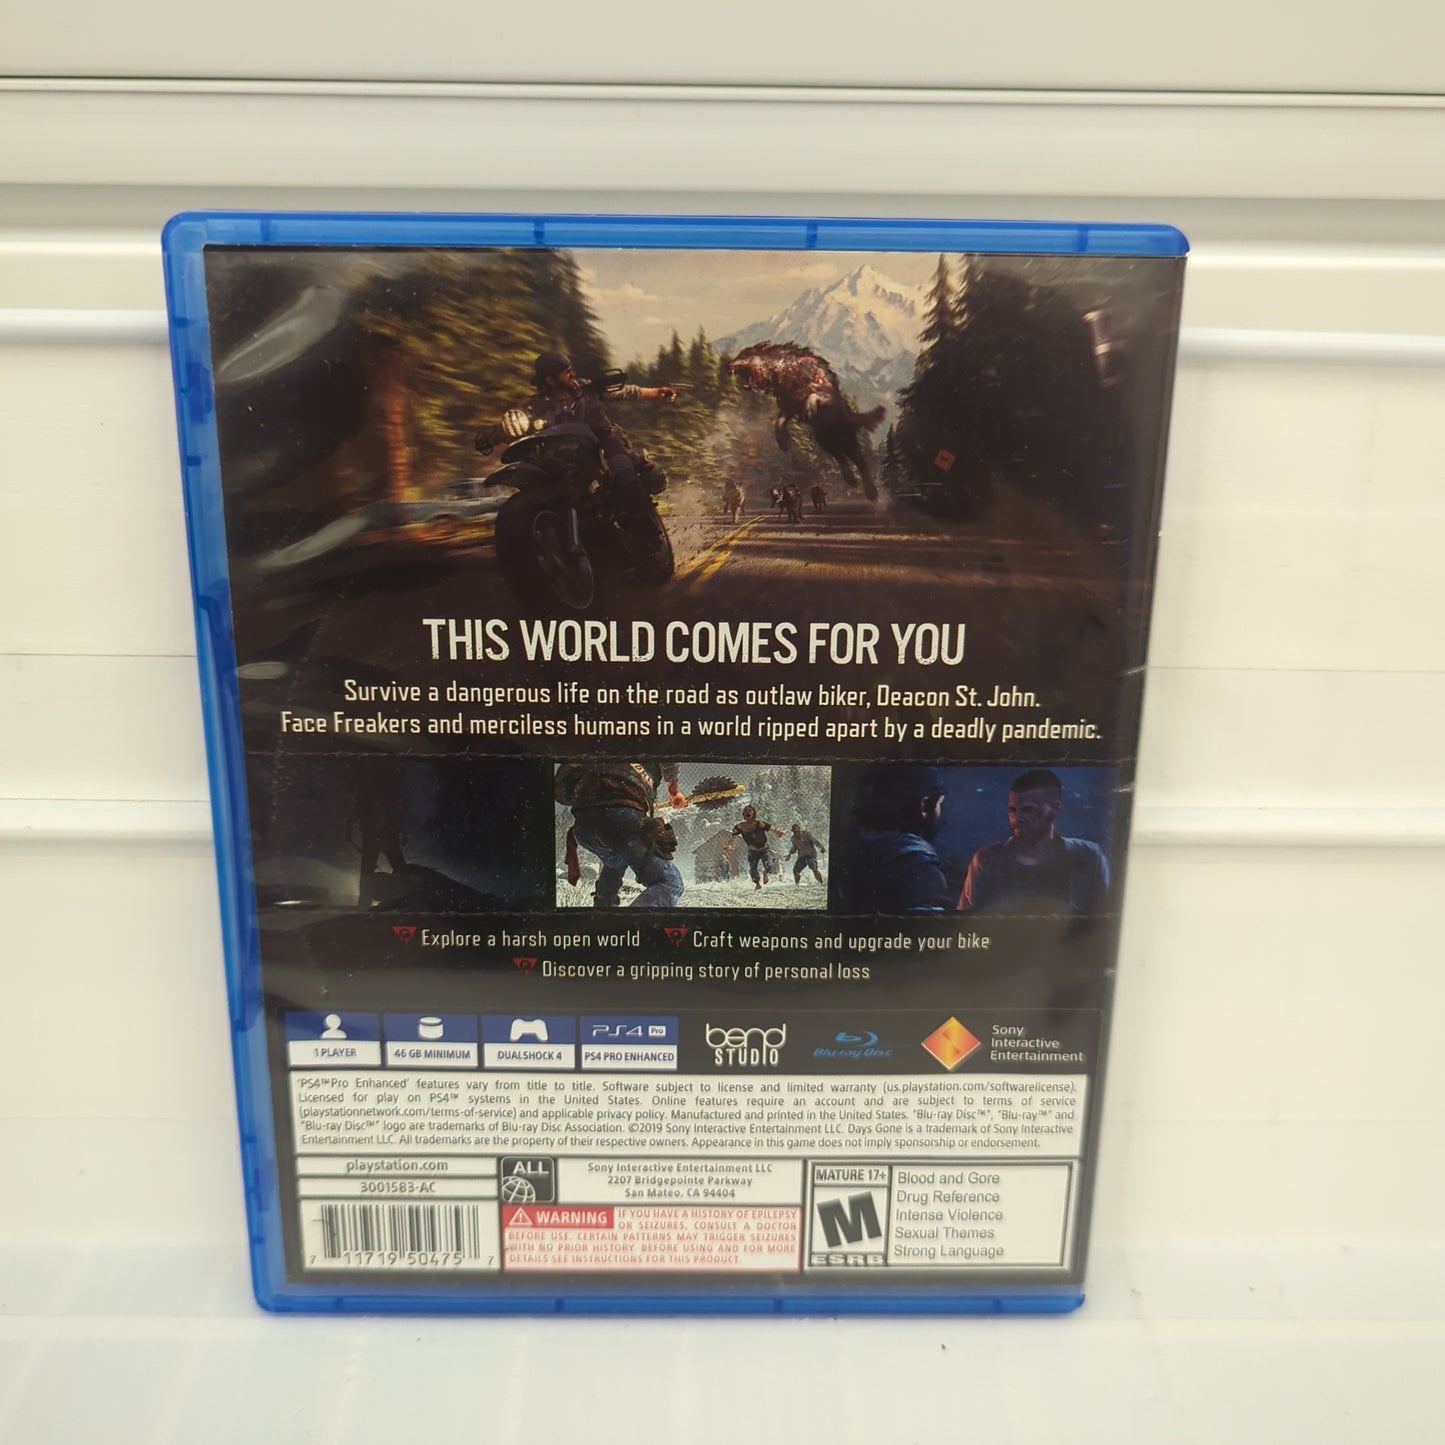 THIS WORLD COMES FOR YOU
Survive a dangerous life on the road as outlaw biker, Deacon St. John.
Face Freakers and merciless humans in a world ripped apart by a deadly pandemic.
Explore a harsh open world Craft weapons and upgrade your bike
Discover a gripping story of personal loss
1 PLAYER
46 GB MINIMUM
DUALSHOCK 4
PS4 Pro
PS4 PRO ENHANCED
bend
STUDIO
Blu-ray Disc
Sony
Interactive
Entertainment
'PS4™Pro Enhanced' features vary from title to title. Software subject to license and limited warranty (us.playstation.com/softwarelicense).
Licensed for play on PS4™ systems in the United States. Online features require an account and are subject to terms of service
(playstationnetwork.com/terms-of-service) and applicable privacy policy. Manufactured and printed in the United States. "Blu-ray Disc™", "Blu-ray™" and
"Blu-ray Disc™" logo are trademarks of Blu-ray Disc Association. ©2019 Sony Interactive Entertainment LLC. Days Gone is a trademark of Sony Interactive
Entertainment LLC. All trademarks are the property of their respective owners. Appearance in this game does not imply sponsorship or endorsement.
playstation.com
3001583-AC
7 11719 50475 7
ALL
Sony Interactive Entertainment LLC
2207 Bridgepointe Parkway
San Mateo, CA 94404
WARNING IF YOU HAVE A HISTORY OF EPILEPSY
OR SEIZURES, CONSULT A DOCTOR
BEFORE USE. CERTAIN PATTERNS MAY TRIGGER SEIZURES
WITH NO PRIOR HISTORY. BEFORE USING AND FOR MORE
DETAILS SEE INSTRUCTIONS FOR THIS PRODUCT.
MATURE 17+
M
ESRB
Blood and Gore
Drug Reference
Intense Violence
Sexual Themes
Strong Language